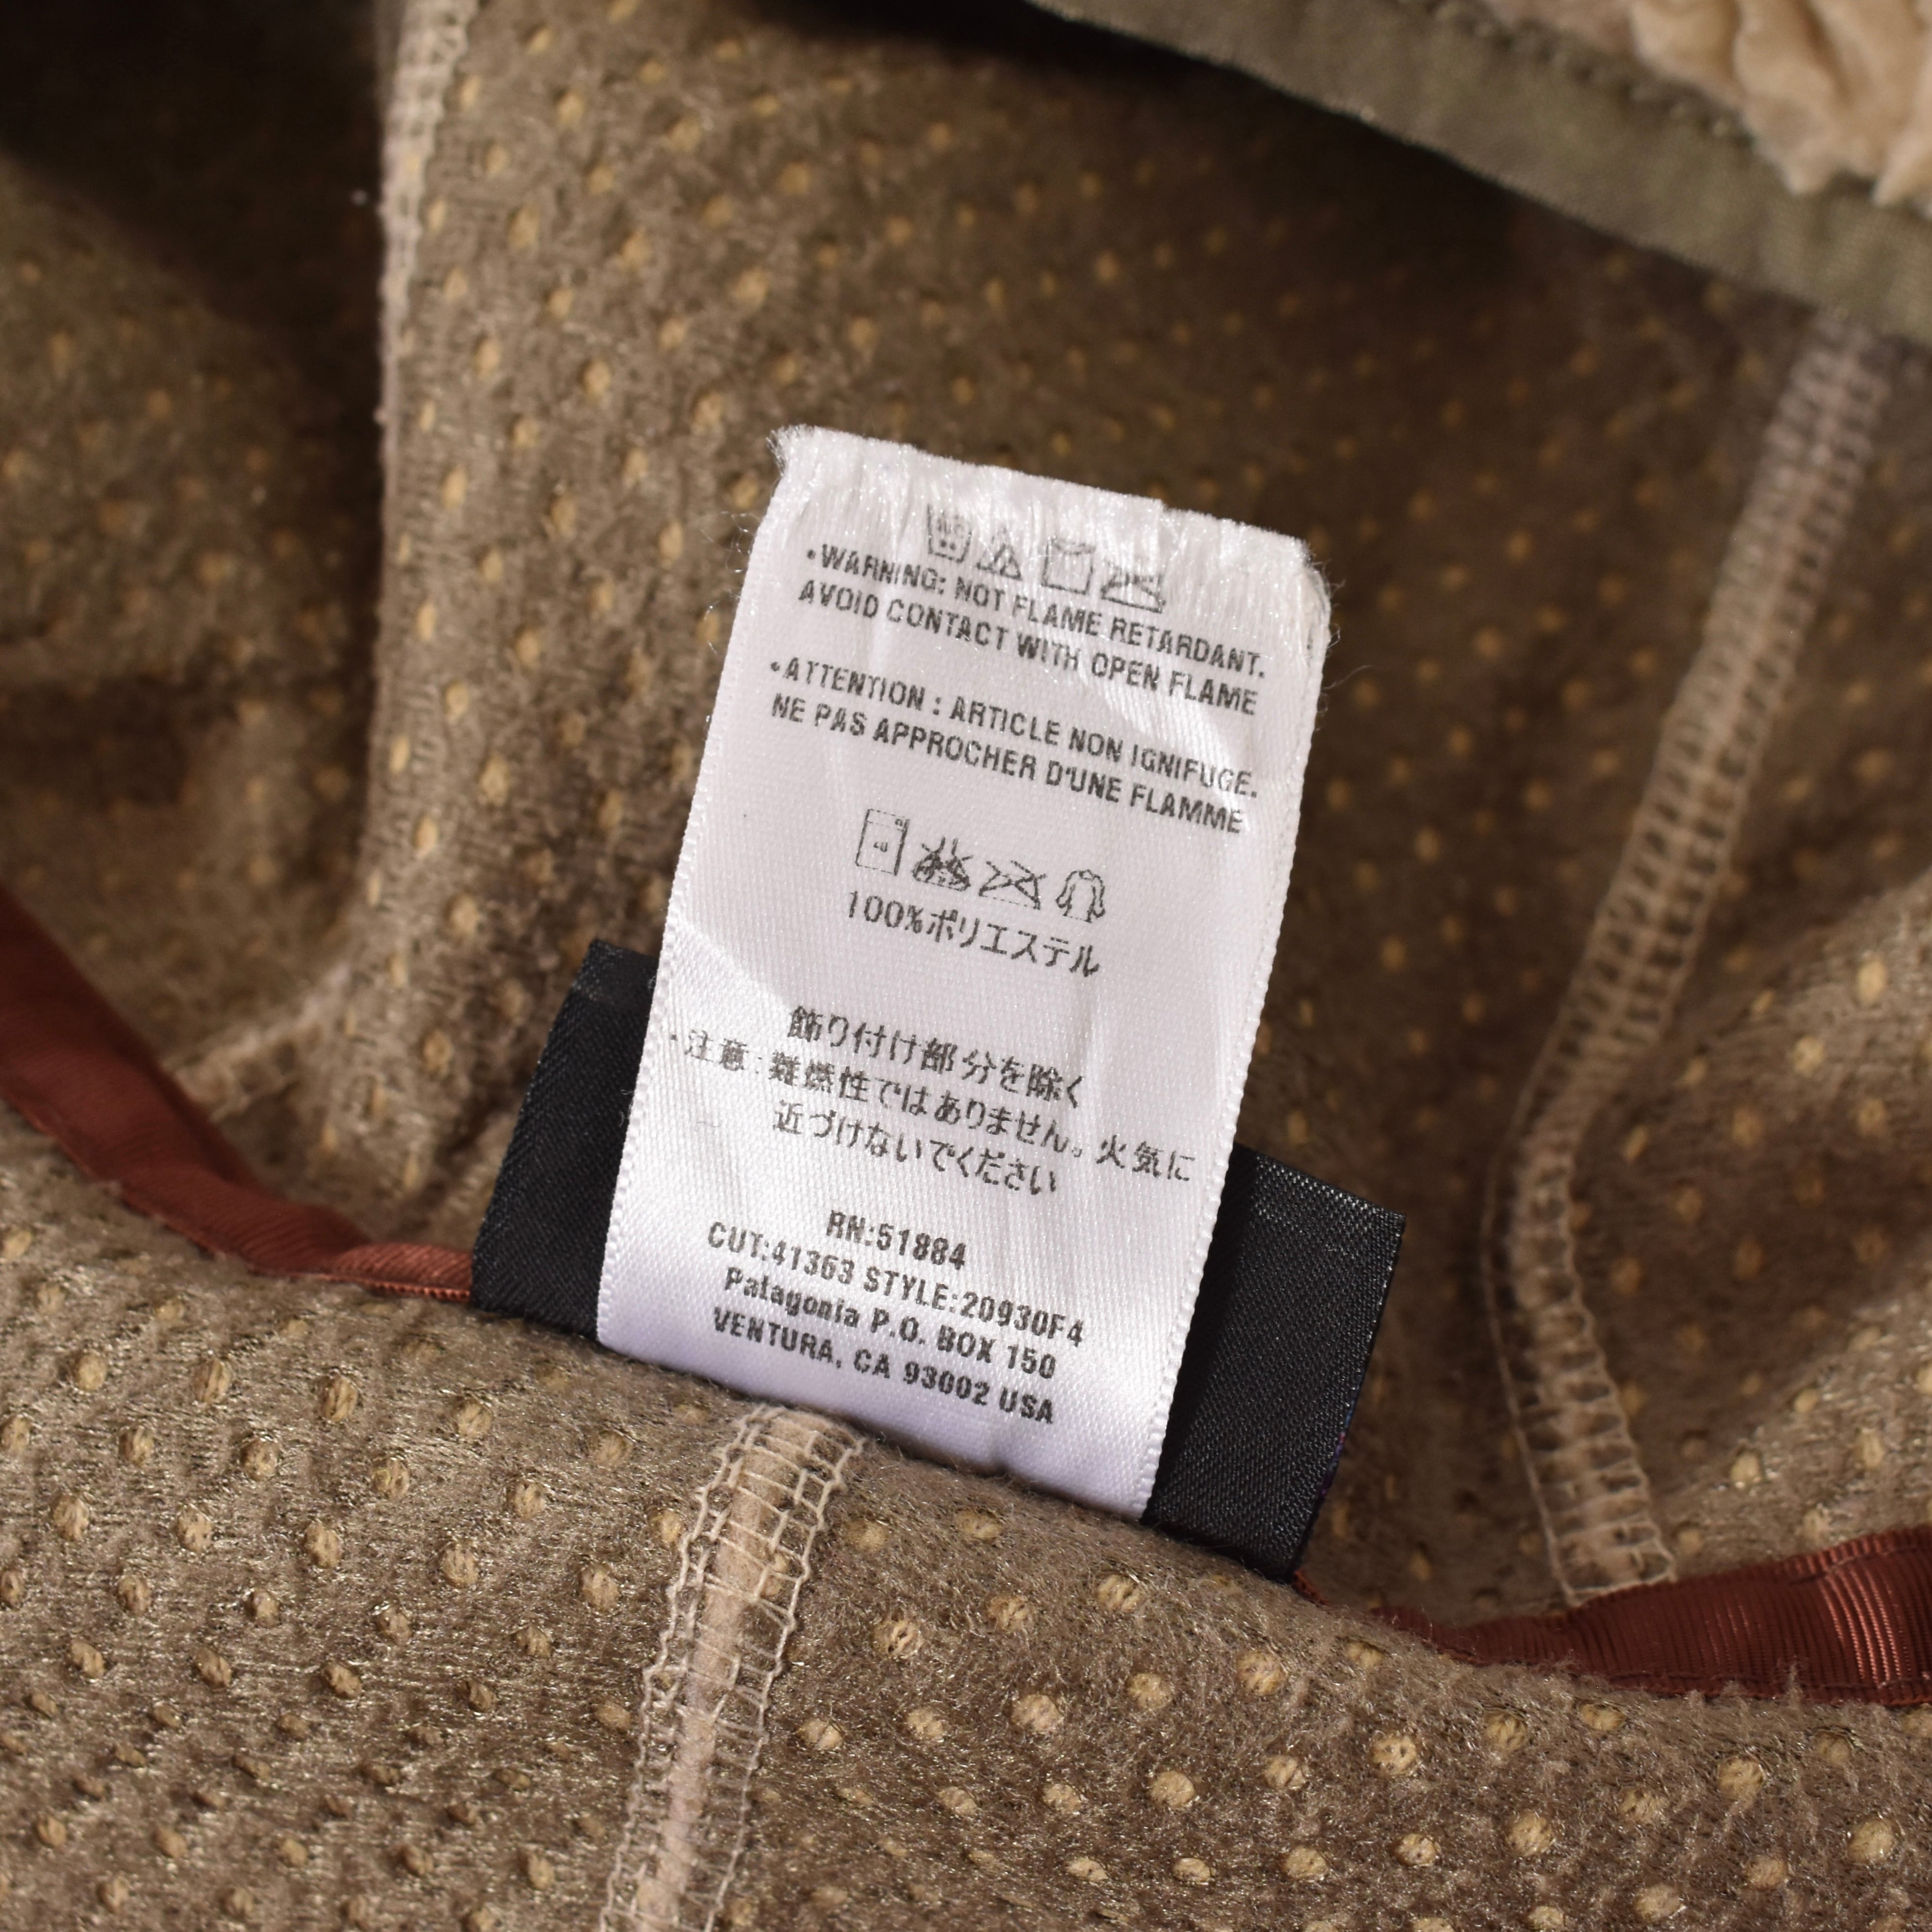 •WARNING: NOT FLAME RETARDANT.
AVOID CONTACT WITH OPEN FLAME
•ATTENTION : ARTICLE NON IGNIFUGE.
NE PAS APPROCHER D'UNE FLAMME
100%ポリエステル
飾り付け部分を除く
・注意：難燃性ではありません。火気に
近づけないでください
RN:51884
CUT:41363 STYLE:20930F4
Patagonia P.O. BOX 150
VENTURA, CA 93002 USA